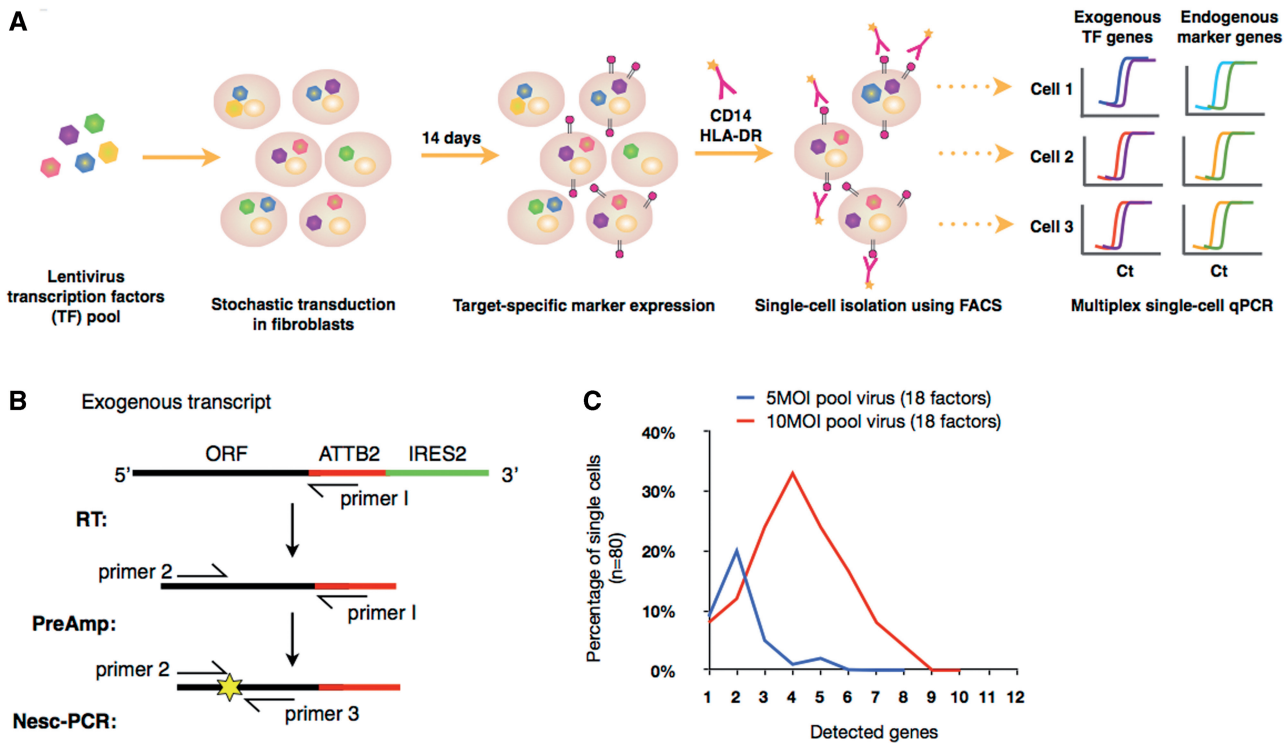 A
Exogenous
TF genes
Endogenous
marker genes
Cell 1
14 days
CD14
HLA-DR
Cell 2
Cell 3
Ct
Ct
Lentivirus
transcription factors
(TF) pool
Stochastic transduction
in fibroblasts
Target-specific marker expression
Single-cell isolation using FACS
Multiplex single-cell qPCR
B
Exogenous transcript
ORF
ATTB2
IRES2
5’
3’
primer I
RT:
primer 2
primer I
PreAmp:
primer 2
primer 3
Nesc-PCR:
C
5MOI pool virus (18 factors)
10MOI pool virus (18 factors)
Percentage of single cells
(n=80)
40%
30%
20%
10%
0%
1 2 3 4 5 6 7 8 9 10 11 12
Detected genes